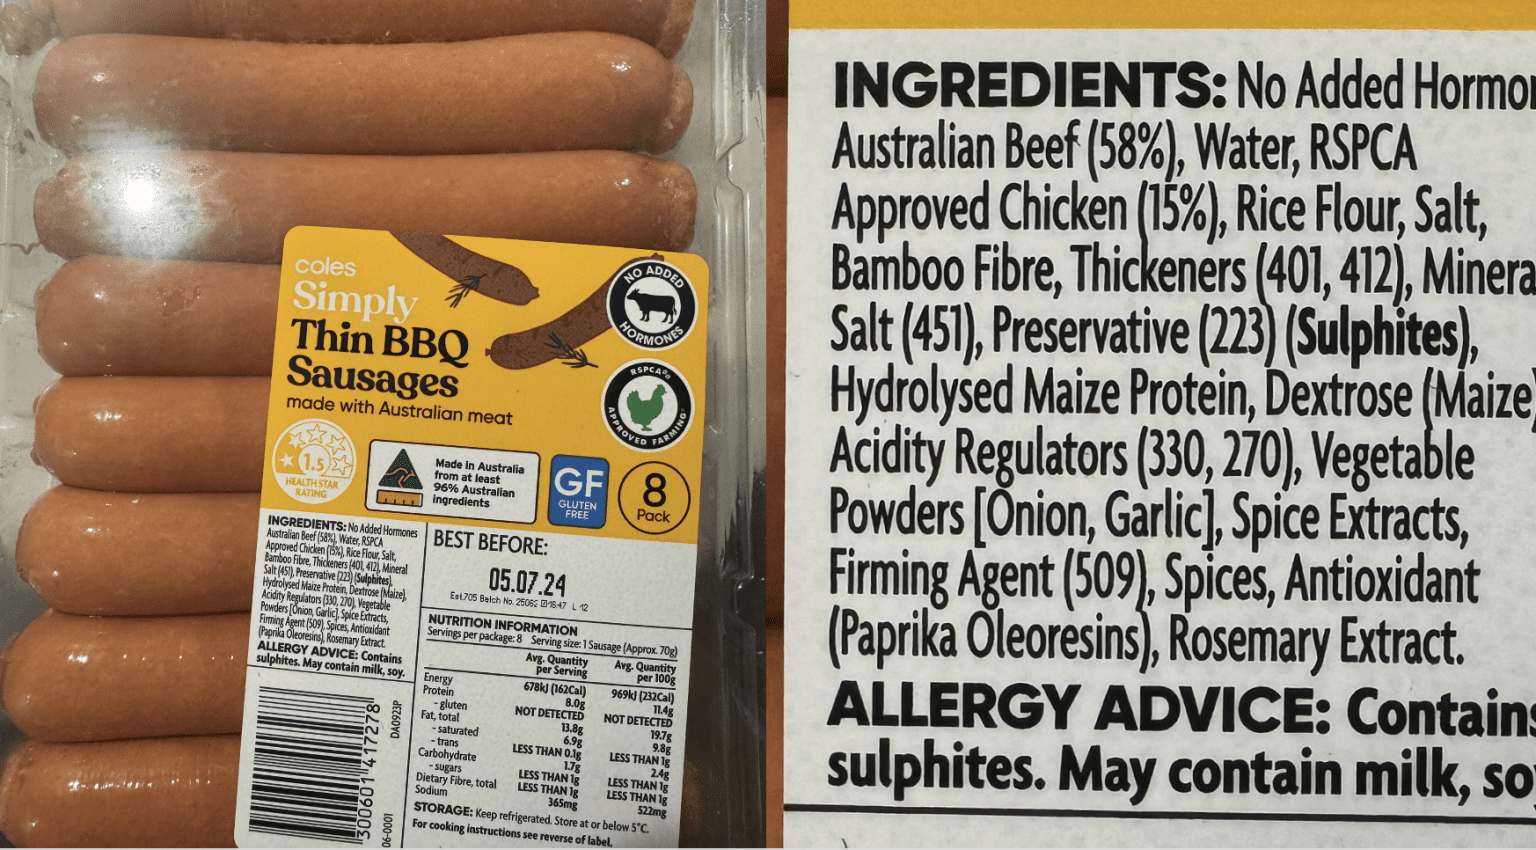 coles
Simply
Thin BBQ
Sausages
made with Australian meat
NO ADDED
HORMONES
RSPCA
APPROVED FARMING
1.5
HEALTH STAR
RATING
Made in Australia
from at least
96% Australian
ingredients
GF
GLUTEN
FREE
8
Pack
INGREDIENTS: No Added Hormones
Australian Beef (58%), Water, RSPCA
Approved Chicken (15%), Rice Flour, Salt,
Bamboo Fibre, Thickeners (401, 412), Mineral
Salt (451), Preservative (223) (Sulphites),
Hydrolysed Maize Protein, Dextrose (Maize),
Acidity Regulators (330, 270), Vegetable
Powders [Onion, Garlic], Spice Extracts,
Firming Agent (509), Spices, Antioxidant
(Paprika Oleoresins), Rosemary Extract.
ALLERGY ADVICE: Contains
sulphites. May contain milk, soy.
9300601417278
DA0923P
06-0001
BEST BEFORE:
05.07.24
Est.705 Batch No. 25062 16:47 L 12
NUTRITION INFORMATION
Servings per package: 8 Serving size: 1 Sausage (Approx. 70g)
Avg. Quantity per Serving Avg. Quantity per 100g
Energy 678kJ (162Cal) 969kJ (232Cal)
Protein 8.0g 11.4g
- gluten NOT DETECTED NOT DETECTED
Fat, total 13.8g 19.7g
- saturated 6.9g 9.8g
- trans LESS THAN 0.1g LESS THAN 1g
Carbohydrate 1.7g 2.4g
- sugars LESS THAN 1g LESS THAN 1g
Dietary Fibre, total LESS THAN 1g LESS THAN 1g
Sodium 365mg 522mg
STORAGE: Keep refrigerated. Store at or below 5°C.
For cooking instructions see reverse of label.
INGREDIENTS: No Added Hormo
Australian Beef (58%), Water, RSPCA
Approved Chicken (15%), Rice Flour, Salt,
Bamboo Fibre, Thickeners (401, 412), Minera
Salt (451), Preservative (223) (Sulphites),
Hydrolysed Maize Protein, Dextrose (Maize)
Acidity Regulators (330, 270), Vegetable
Powders [Onion, Garlic], Spice Extracts,
Firming Agent (509), Spices, Antioxidant
(Paprika Oleoresins), Rosemary Extract.
ALLERGY ADVICE: Contains
sulphites. May contain milk, so